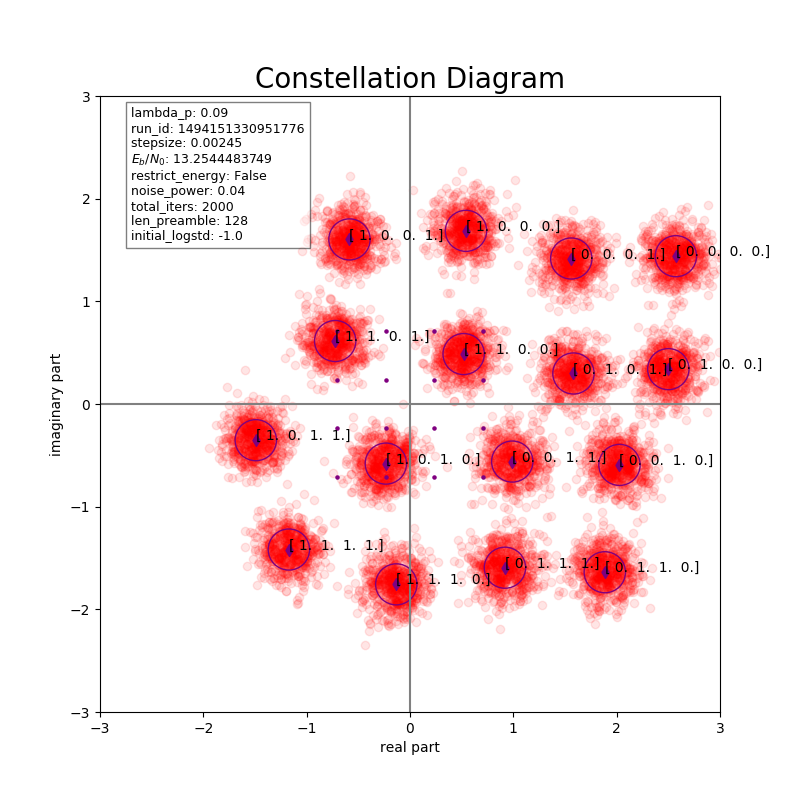 Constellation Diagram
lambda_p: 0.09
run_id: 1494151330951776
stepsize: 0.00245
E_b/N_0: 13.2544483749
restrict_energy: False
noise_power: 0.04
total_iters: 2000
len_preamble: 128
initial_logstd: -1.0
[ 1. 0. 0. 1.]
[ 1. 0. 0. 0.]
[ 0. 0. 0. 1.]
[ 0. 0. 0. 0.]
[ 1. 1. 0. 1.]
[ 1. 1. 0. 0.]
[ 0. 1. 0. 1.]
[ 0. 1. 0. 0.]
[ 1. 0. 1. 1.]
[ 1. 0. 1. 0.]
[ 0. 0. 1. 1.]
[ 0. 0. 1. 0.]
[ 1. 1. 1. 1.]
[ 1. 1. 1. 0.]
[ 0. 1. 1. 1.]
[ 0. 1. 1. 0.]
3
2
1
0
−1
−2
−3
imaginary part
−3 −2 −1 0 1 2 3
real part